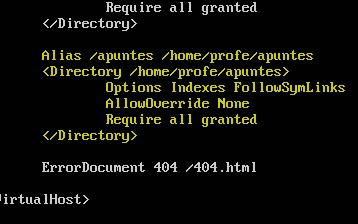 Require all granted
</Directory>
Alias /apuntes /home/profe/apuntes
<Directory /home/profe/apuntes>
Options Indexes FollowSymLinks
AllowOverride None
Require all granted
</Directory>
ErrorDocument 404 /404.html
irtualHost>